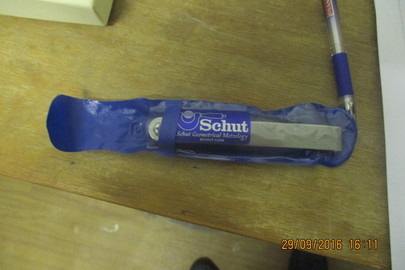 Schut
Schut Geometrical Metrology
29/09/2016 16:11